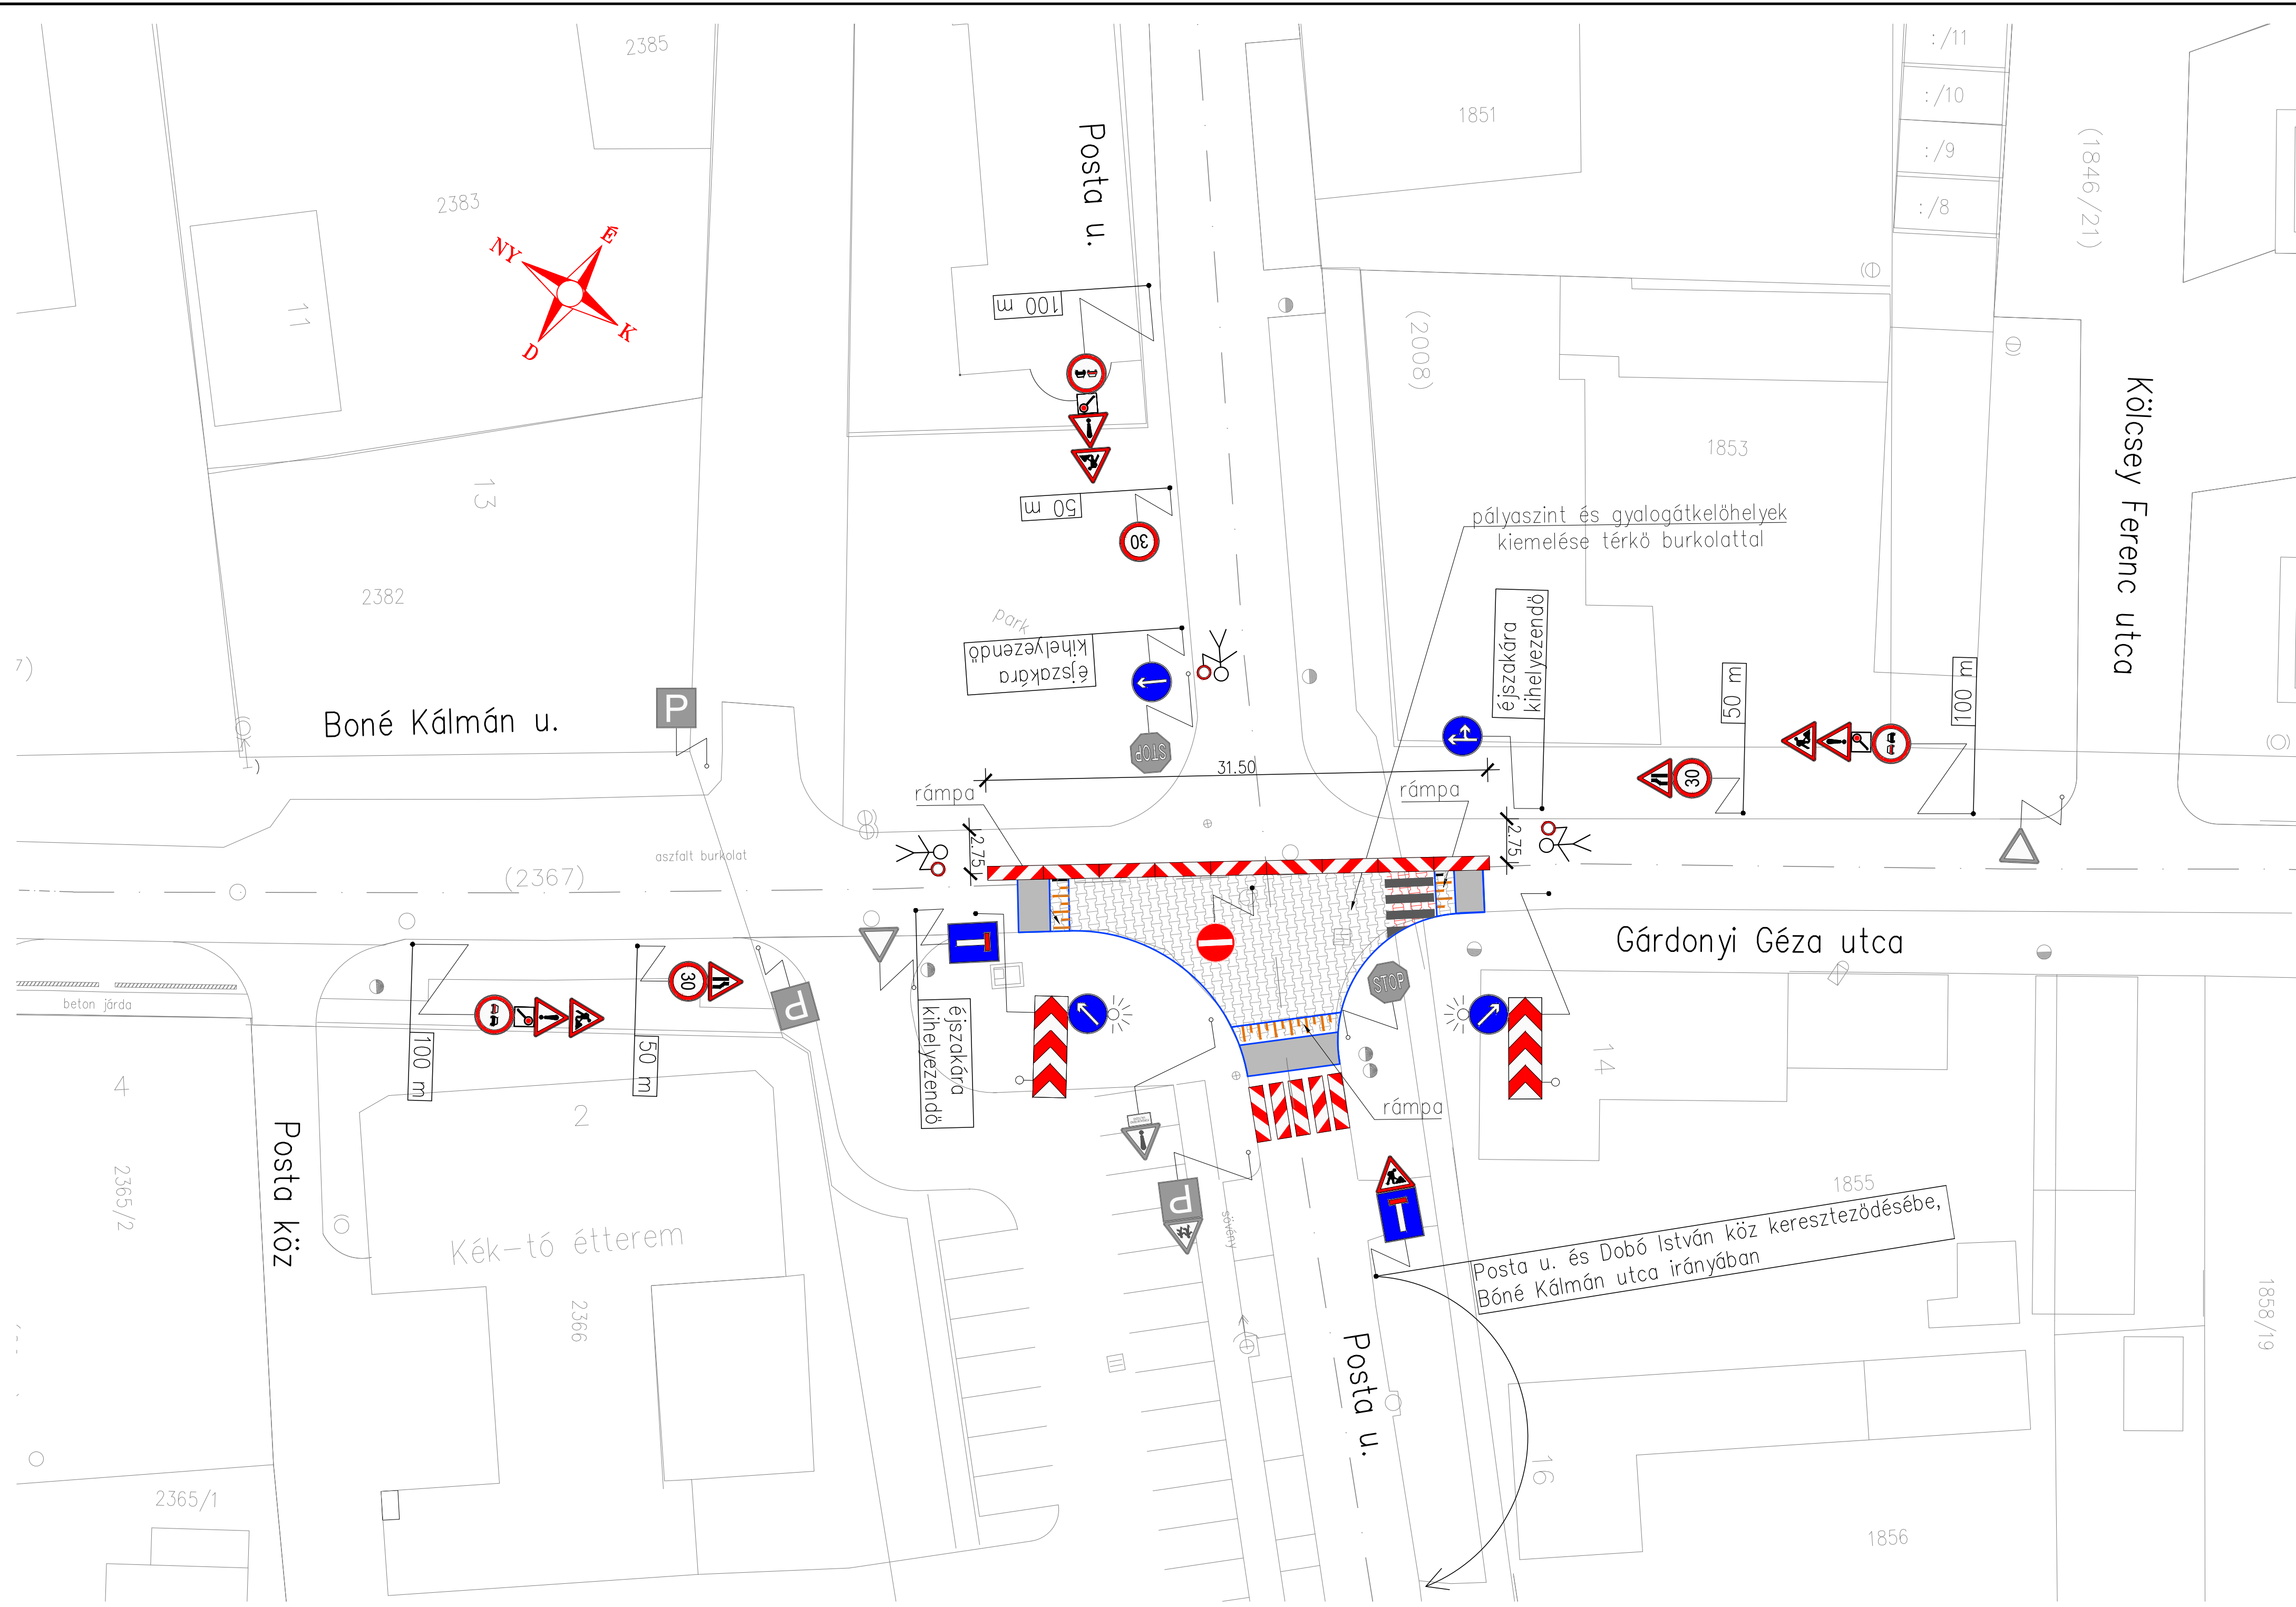 2385
:/11
:/10
:/9
:/8
1851
(1846/21)
2383
Posta u.
É
NY
K
D
11
100 m
(2008)
1853
Kölcsey Ferenc utca
13
50 m
30
pályaszint és gyalogátkelőhelyek
kiemelése térkő burkolattal
2382
park
éjszakára
kihelyezendő
éjszakára
kihelyezendő
50 m
100 m
7)
P
Boné Kálmán u.
STOP
31.50
rámpa
rámpa
30
2.75
2.75
aszfalt burkolat
(2367)
Gárdonyi Géza utca
30
P
STOP
beton járda
éjszakára
kihelyezendő
100 m
50 m
14
4
2
rámpa
Posta köz
2365/2
P
sövény
1855
Posta u. és Dobó István köz kereszteződésébe,
Bóné Kálmán utca irányában
Kék-tó étterem
2366
1858/19
Posta u.
16
2365/1
1856